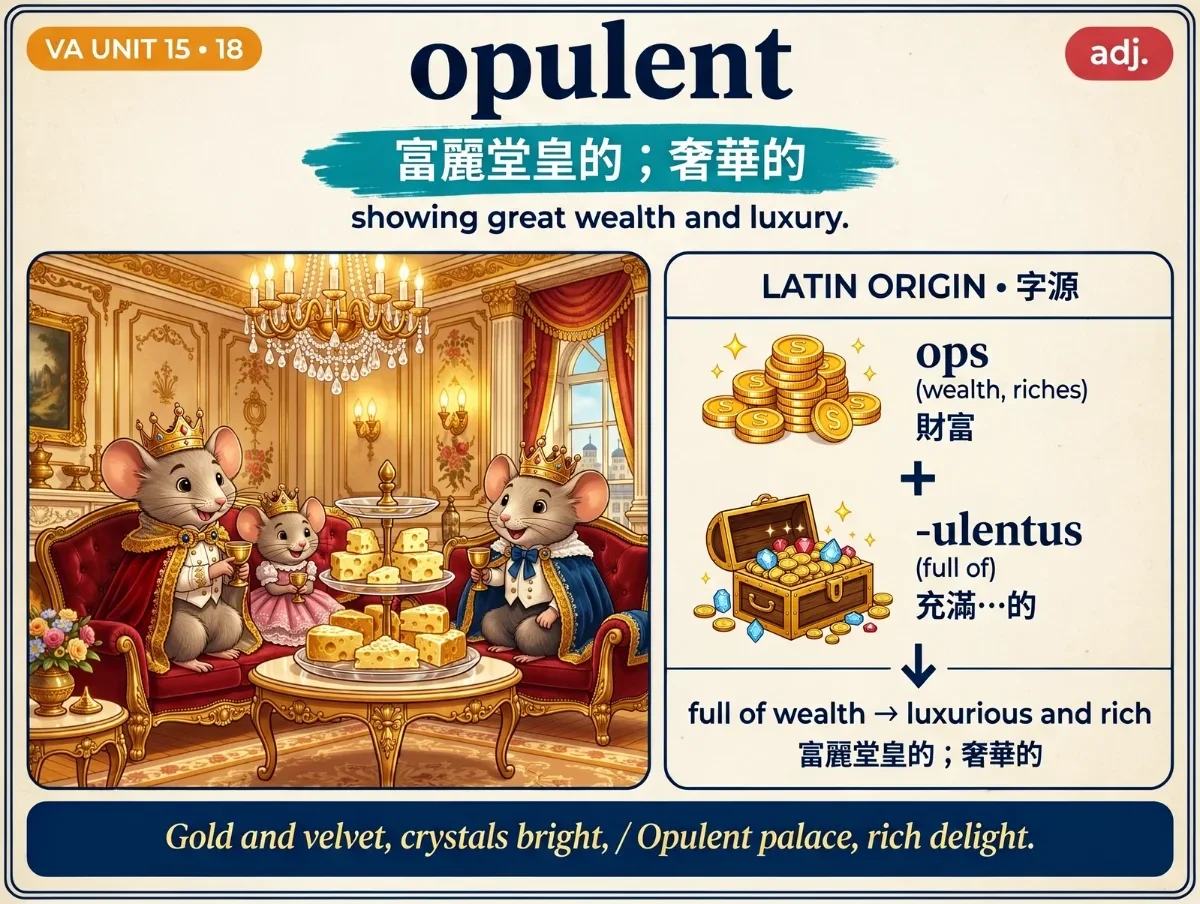 VA UNIT 15 • 18
adj.
opulent
富麗堂皇的；奢華的
showing great wealth and luxury.
LATIN ORIGIN • 字源
ops
(wealth, riches)
財富
+
-ulentus
(full of)
充滿⋯的
↓
full of wealth → luxurious and rich
富麗堂皇的；奢華的
Gold and velvet, crystals bright, / Opulent palace, rich delight.